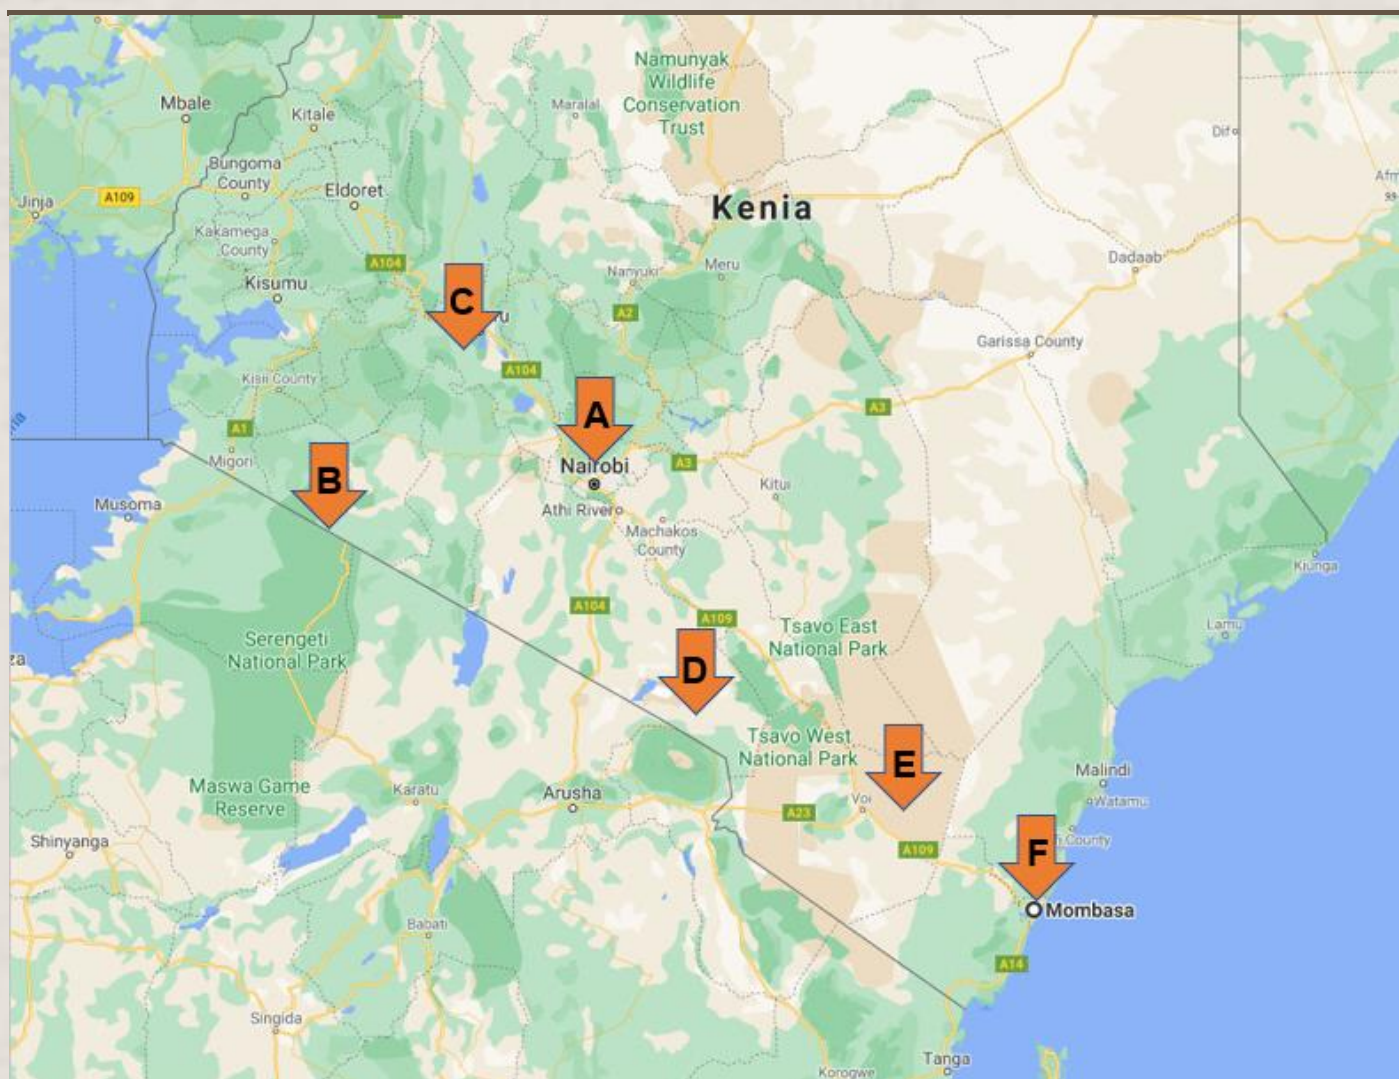 Namunyak
Wildlife
Conservation
Trust
Mbale
Kitale
Maralal
Dif
Bungoma
County
Eldoret
Jinja
A109
Kenia
Kakamega
County
A104
Nanyuki
Meru
Dadaab
Kisumu
C
A2
Garissa County
A104
Kisii County
A
A3
A1
Migori
B
Nairobi
A3
Kitui
Musoma
Athi River
Machakos
County
Kiunga
A104
A109
Tsavo East
National Park
Lamu
Serengeti
National Park
D
Tsavo West
National Park
E
Malindi
Watamu
Maswa Game
Reserve
Karatu
Arusha
A23
Voi
County
Shinyanga
A109
F
Mombasa
Babati
A14
Singida
Tanga
Korogwe